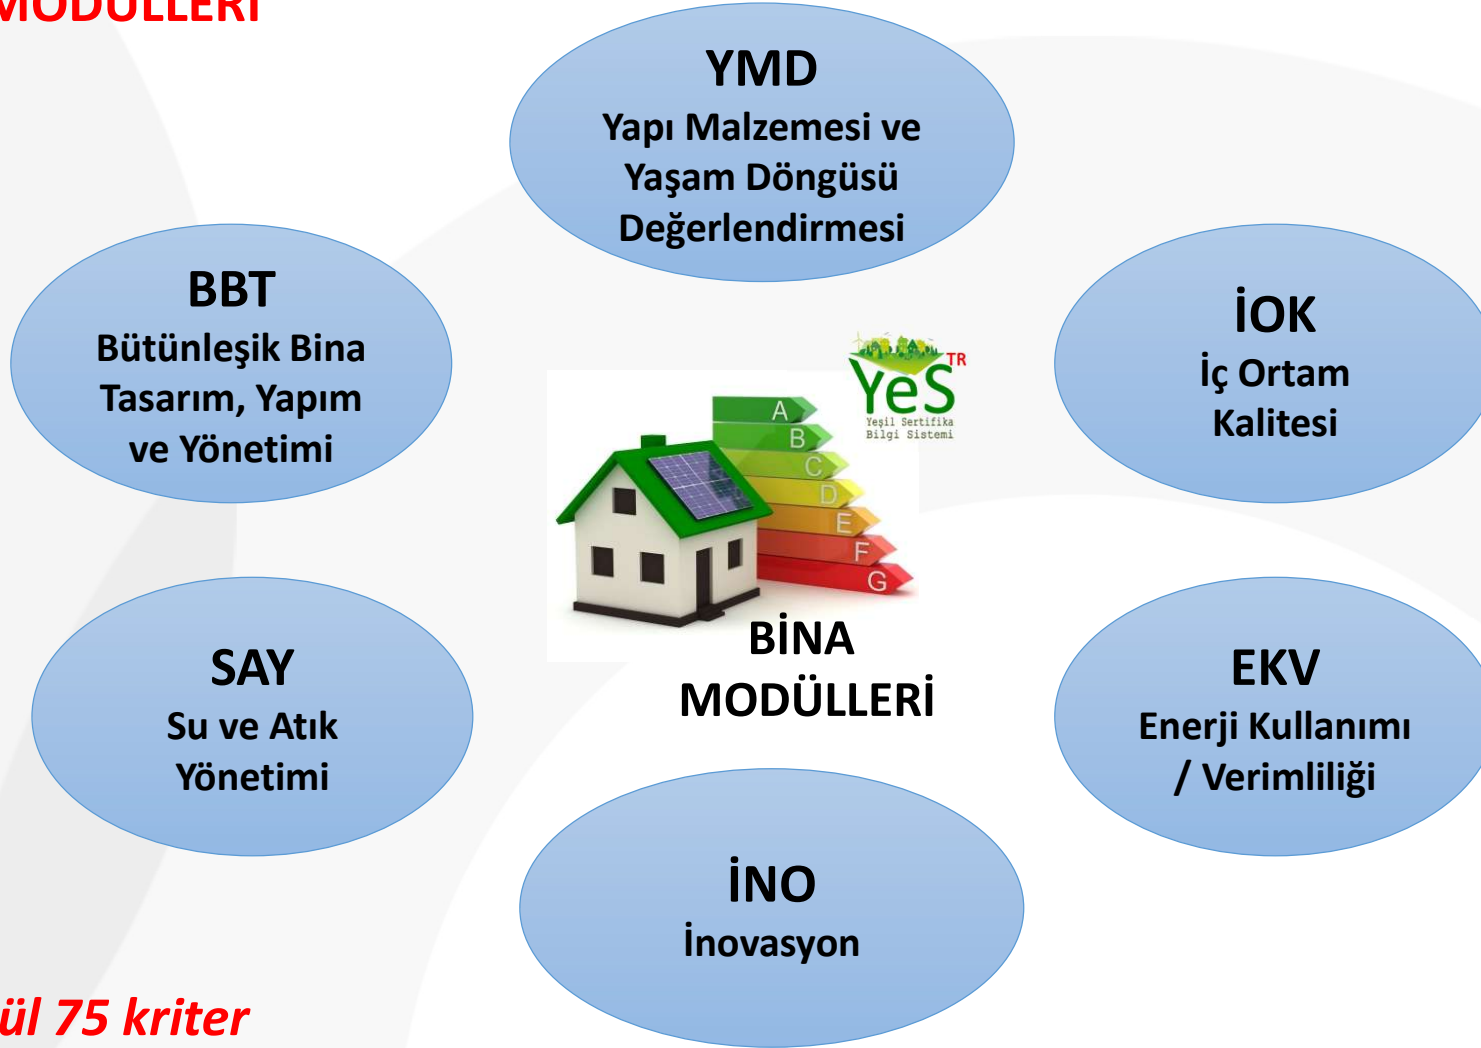 MODÜLLERİ
YMD
Yapı Malzemesi ve
Yaşam Döngüsü
Değerlendirmesi
BBT
Bütünleşik Bina
Tasarım, Yapım
ve Yönetimi
İOK
İç Ortam
Kalitesi
TR
YeS
Yeşil Sertifika
Bilgi Sistemi
A
B
C
D
E
F
G
BİNA
MODÜLLERİ
SAY
Su ve Atık
Yönetimi
EKV
Enerji Kullanımı
/ Verimliliği
İNO
İnovasyon
ül 75 kriter